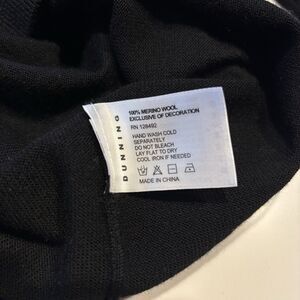 DUNNING
100% MERINO WOOL
EXCLUSIVE OF DECORATION
RN 128492
HAND WASH COLD
SEPARATELY
DO NOT BLEACH
LAY FLAT TO DRY
COOL IRON IF NEEDED
MADE IN CHINA